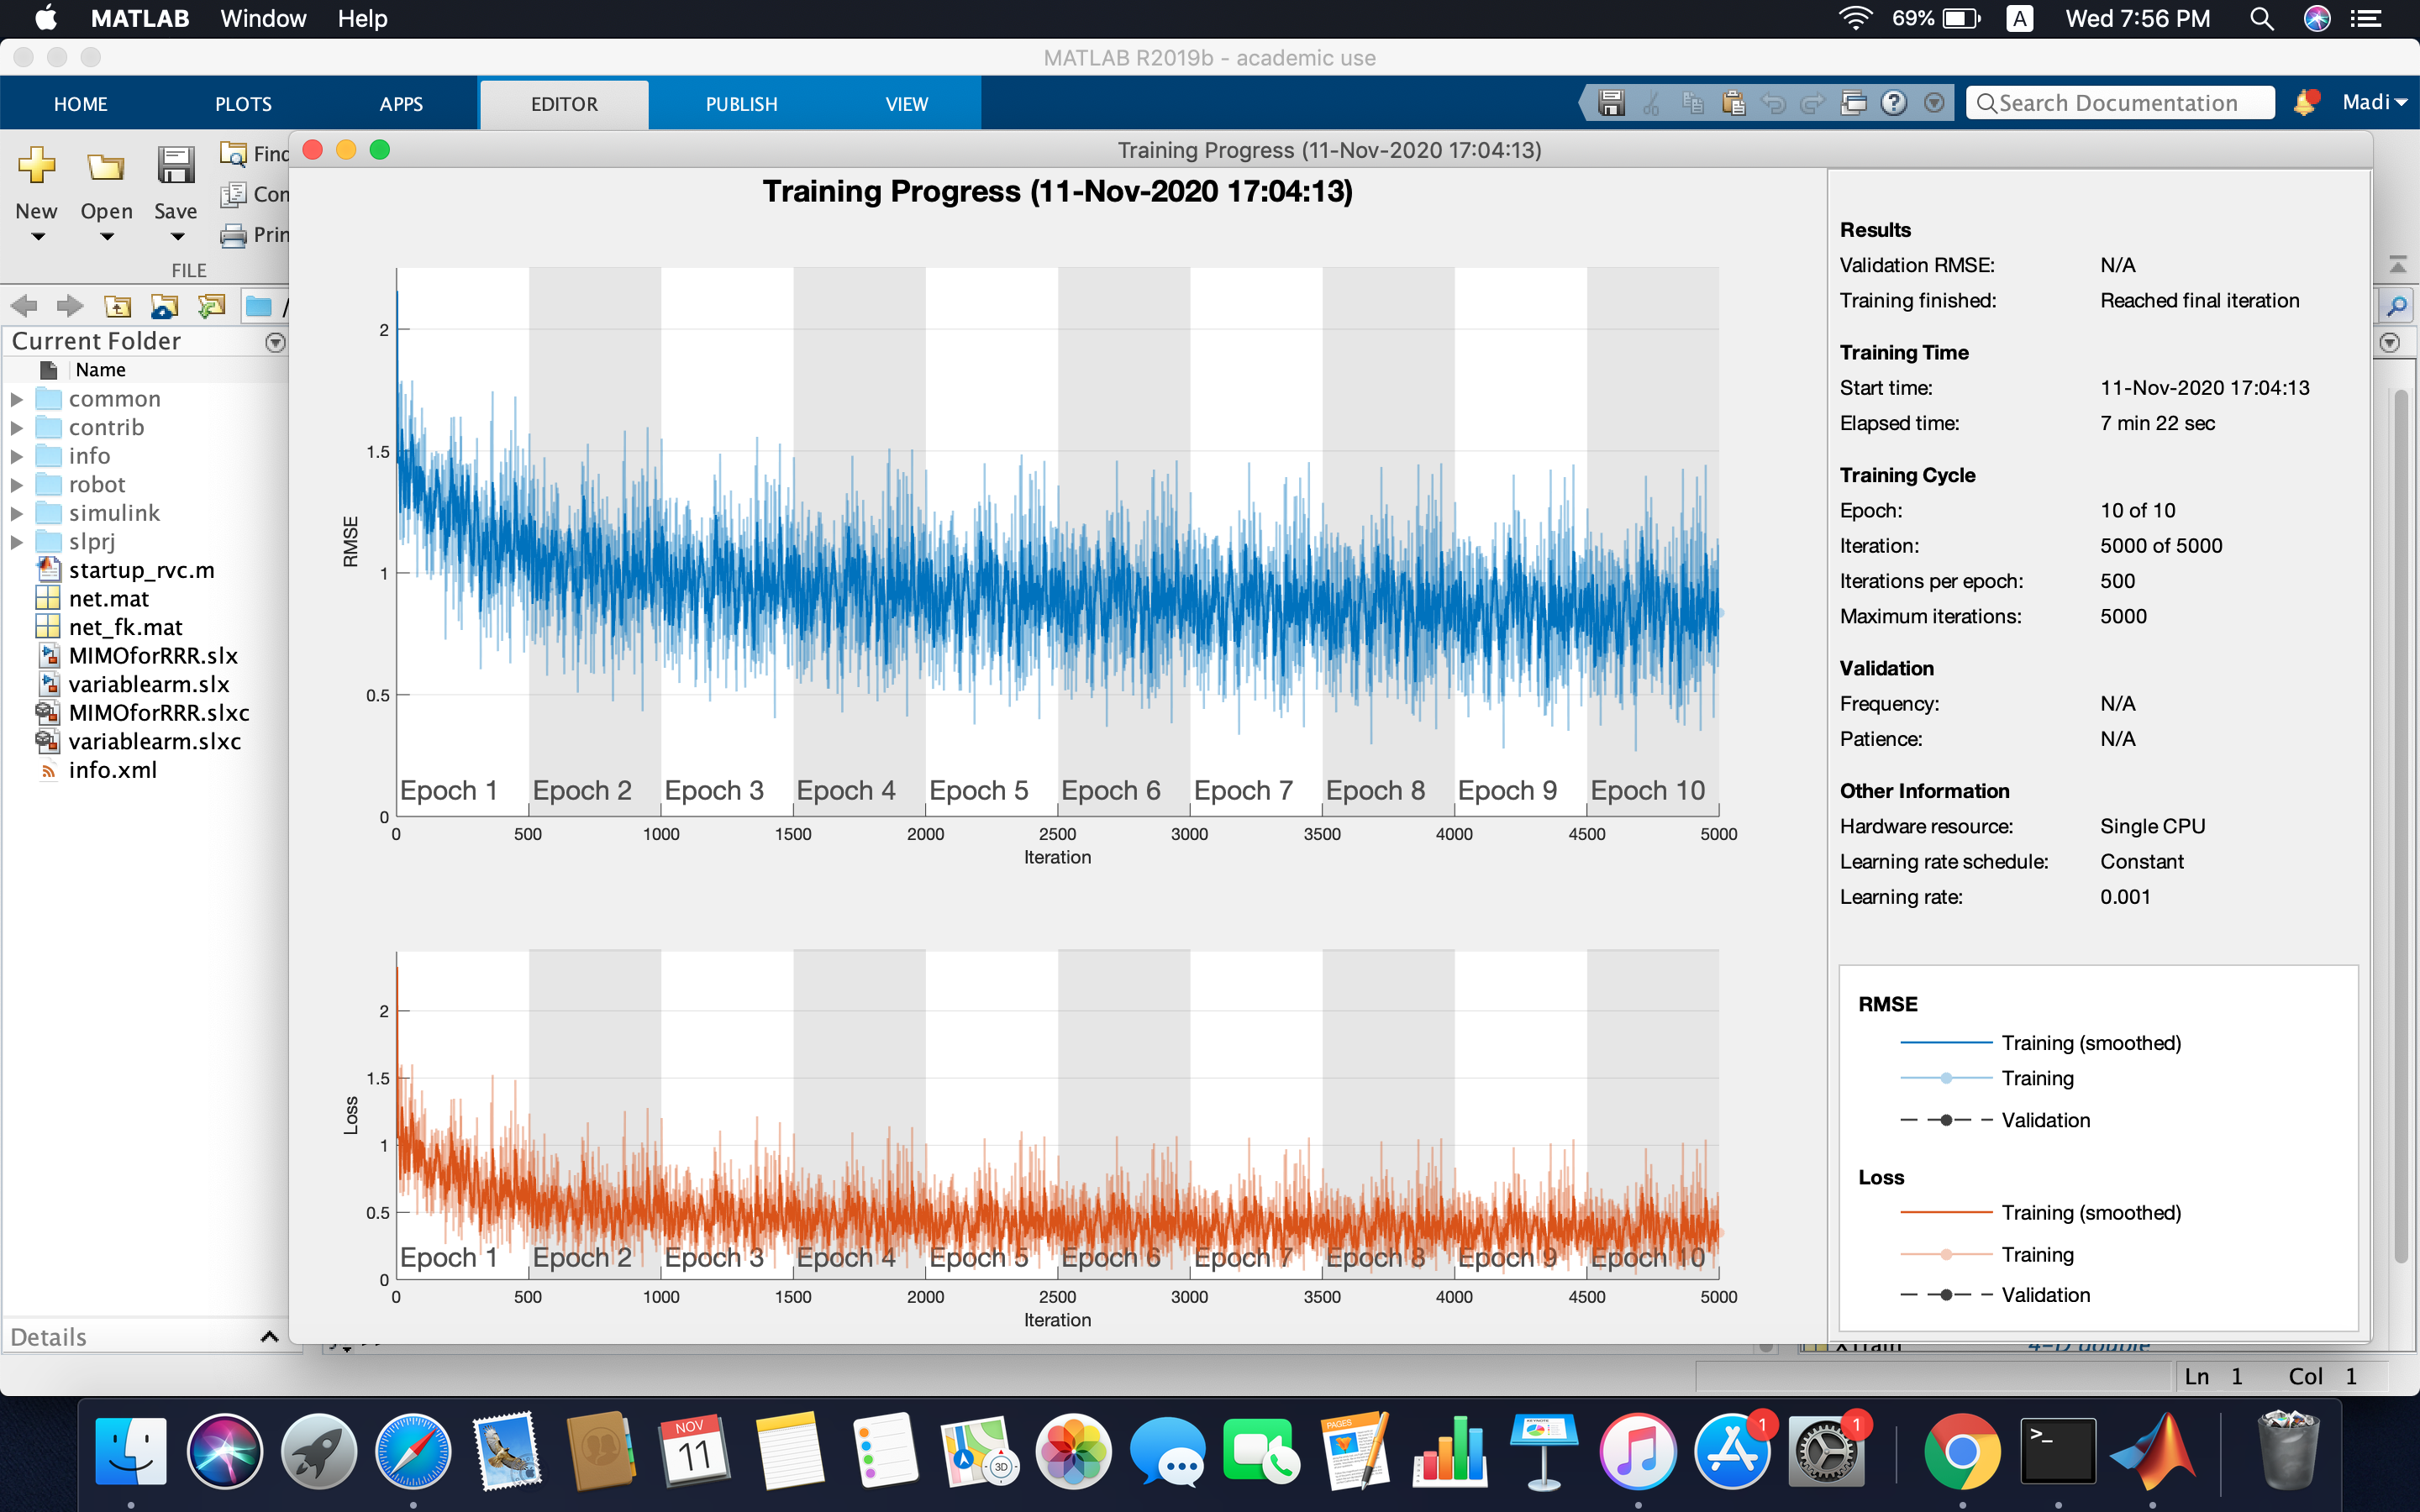 MATLAB Window Help
69% A Wed 7:56 PM
MATLAB R2019b - academic use
HOME PLOTS APPS EDITOR PUBLISH VIEW
Search Documentation Madi
New Open Save
FILE
Training Progress (11-Nov-2020 17:04:13)
Current Folder
Name
common
contrib
info
robot
simulink
slprj
startup_rvc.m
net.mat
net_fk.mat
MIMOforRRR.slx
variablearm.slx
MIMOforRRR.slxc
variablearm.slxc
info.xml
Details
Training Progress (11-Nov-2020 17:04:13)
RMSE
2
1.5
1
0.5
0
Epoch 1 Epoch 2 Epoch 3 Epoch 4 Epoch 5 Epoch 6 Epoch 7 Epoch 8 Epoch 9 Epoch 10
0 500 1000 1500 2000 2500 3000 3500 4000 4500 5000
Iteration
Loss
2
1.5
1
0.5
0
Epoch 1 Epoch 2 Epoch 3 Epoch 4 Epoch 5 Epoch 6 Epoch 7 Epoch 8 Epoch 9 Epoch 10
0 500 1000 1500 2000 2500 3000 3500 4000 4500 5000
Iteration
Results
Validation RMSE: N/A
Training finished: Reached final iteration
Training Time
Start time: 11-Nov-2020 17:04:13
Elapsed time: 7 min 22 sec
Training Cycle
Epoch: 10 of 10
Iteration: 5000 of 5000
Iterations per epoch: 500
Maximum iterations: 5000
Validation
Frequency: N/A
Patience: N/A
Other Information
Hardware resource: Single CPU
Learning rate schedule: Constant
Learning rate: 0.001
RMSE
Training (smoothed)
Training
Validation
Loss
Training (smoothed)
Training
Validation
Ln 1 Col 1
NOV
11
3D
PAGES
1
1
>_